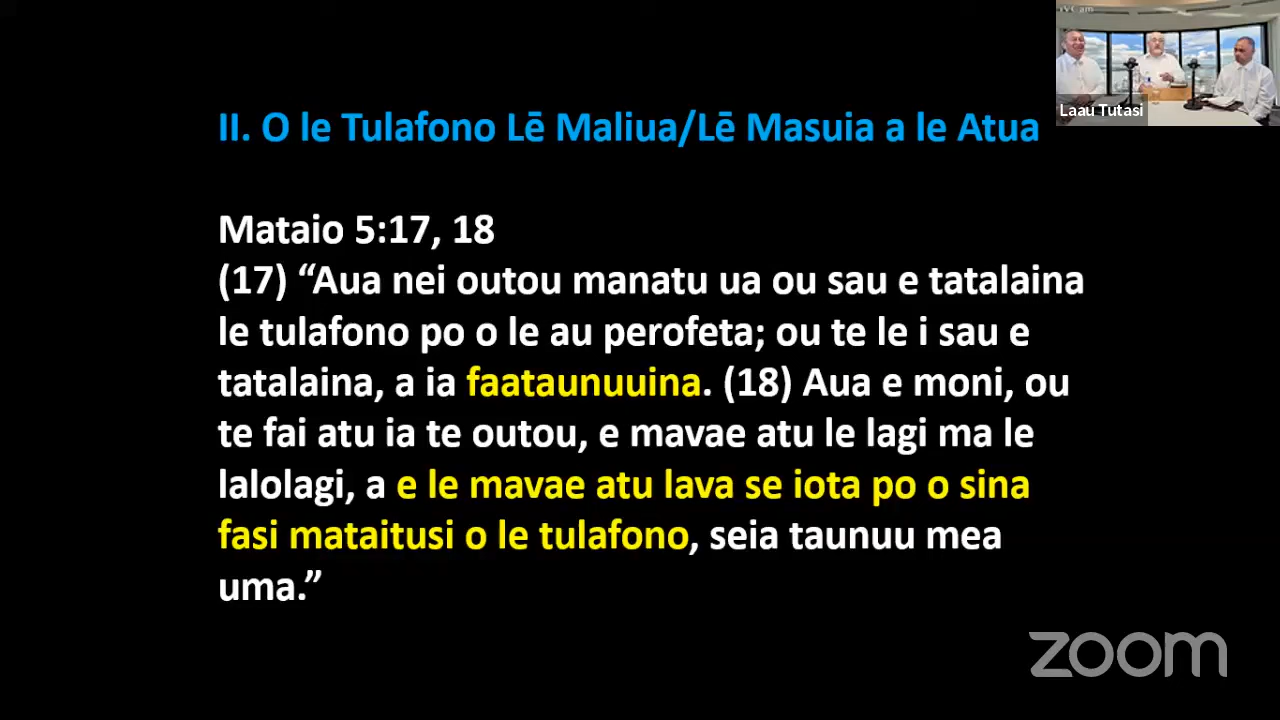 II. O le Tulafono Lē Maliua/Lē Masuia a le Atua
Mataio 5:17, 18
(17) “Aua nei outou manatu ua ou sau e tatalaina
le tulafono po o le au perofeta; ou te le i sau e
tatalaina, a ia faataunuuina. (18) Aua e moni, ou
te fai atu ia te outou, e mavae atu le lagi ma le
lalolagi, a e le mavae atu lava se iota po o sina
fasi mataitusi o le tulafono, seia taunuu mea
uma.”
Laau Tutasi
zoom